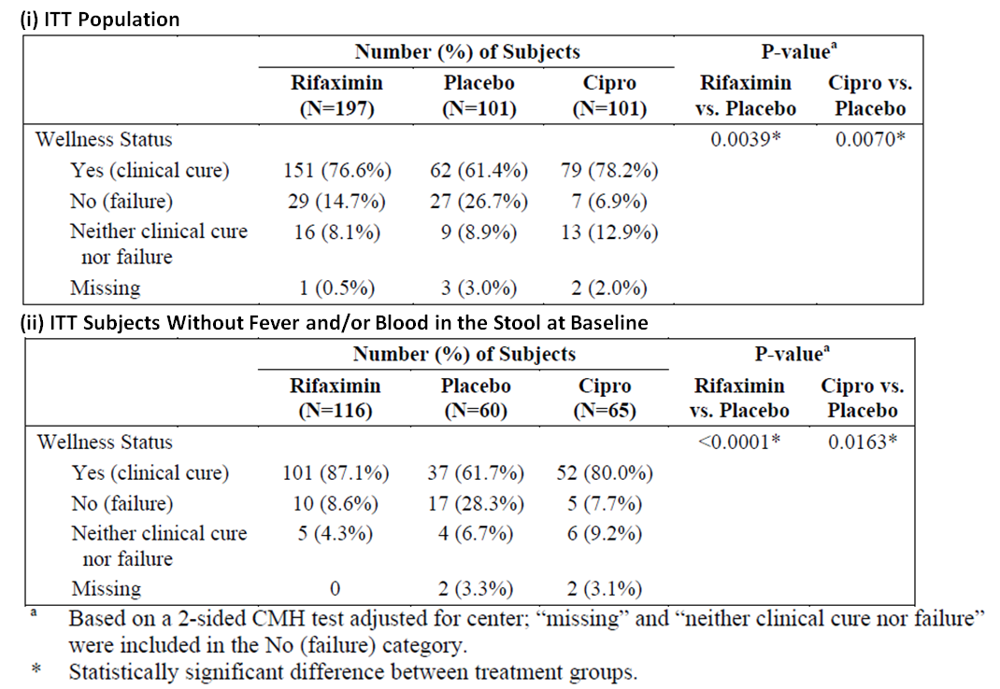 (i) ITT Population
Number (%) of Subjects P-valueª
Rifaximin Placebo Cipro Rifaximin Cipro vs.
(N=197) (N=101) (N=101) vs. Placebo Placebo
Wellness Status 0.0039* 0.0070*
Yes (clinical cure) 151 (76.6%) 62 (61.4%) 79 (78.2%)
No (failure) 29 (14.7%) 27 (26.7%) 7 (6.9%)
Neither clinical cure 16 (8.1%) 9 (8.9%) 13 (12.9%)
nor failure
Missing 1 (0.5%) 3 (3.0%) 2 (2.0%)
(ii) ITT Subjects Without Fever and/or Blood in the Stool at Baseline
Number (%) of Subjects P-valueª
Rifaximin Placebo Cipro Rifaximin Cipro vs.
(N=116) (N=60) (N=65) vs. Placebo Placebo
Wellness Status <0.0001* 0.0163*
Yes (clinical cure) 101 (87.1%) 37 (61.7%) 52 (80.0%)
No (failure) 10 (8.6%) 17 (28.3%) 5 (7.7%)
Neither clinical cure 5 (4.3%) 4 (6.7%) 6 (9.2%)
nor failure
Missing 0 2 (3.3%) 2 (3.1%)
ª Based on a 2-sided CMH test adjusted for center; “missing” and “neither clinical cure nor failure”
were included in the No (failure) category.
* Statistically significant difference between treatment groups.